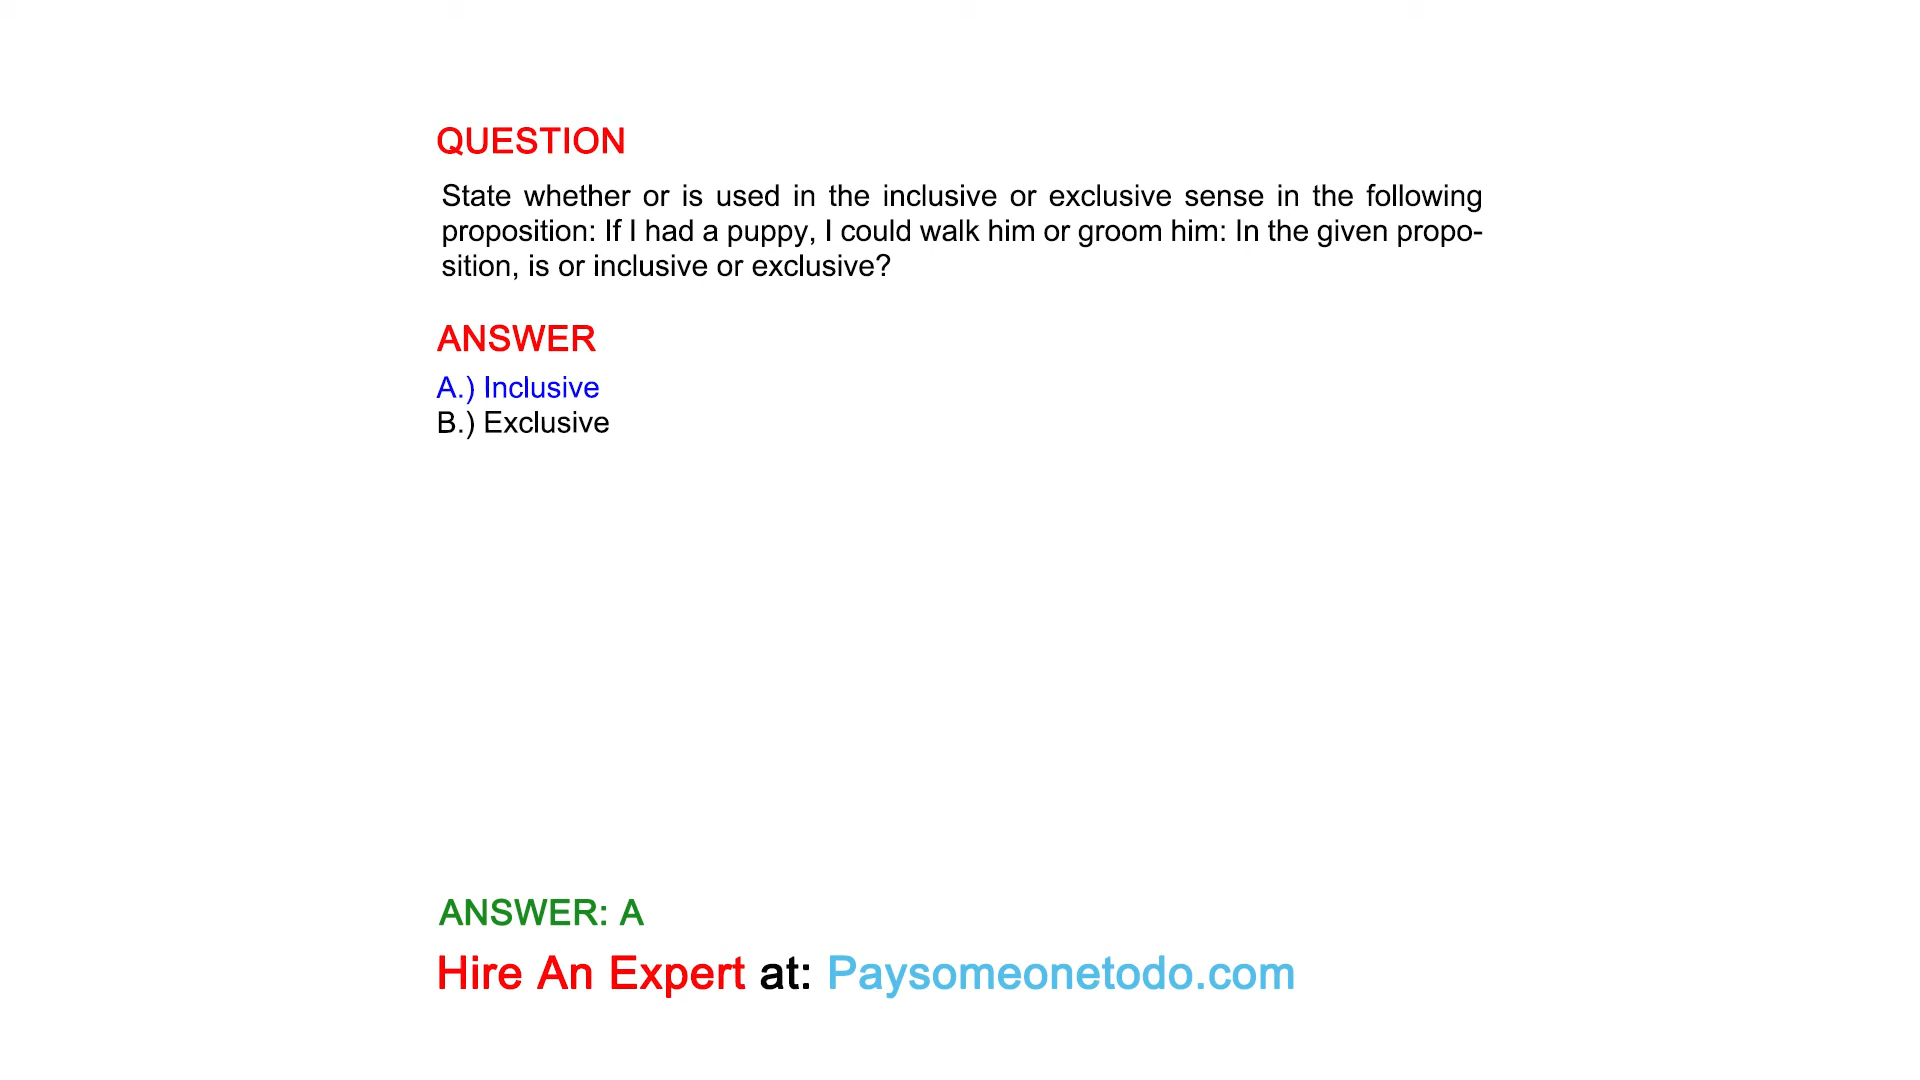 QUESTION
State whether or is used in the inclusive or exclusive sense in the following
proposition: If I had a puppy, I could walk him or groom him: In the given propo-
sition, is or inclusive or exclusive?
ANSWER
A.) Inclusive
B.) Exclusive
ANSWER: A
Hire An Expert at: Paysomeonetodo.com